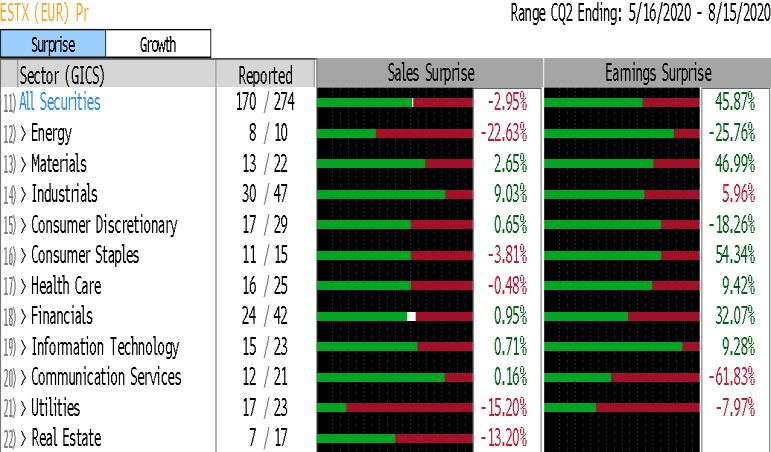 ESTX (EUR) Pr Range CQ2 Ending: 5/16/2020 - 8/15/2020
Surprise Growth
Sector (GICS) Reported Sales Surprise Earnings Surprise
11) All Securities 170 / 274 -2.95% 45.87%
12) > Energy 8 / 10 -22.63% -25.76%
13) > Materials 13 / 22 2.65% 46.99%
14) > Industrials 30 / 47 9.03% 5.96%
15) > Consumer Discretionary 17 / 29 0.65% -18.26%
16) > Consumer Staples 11 / 15 -3.81% 54.34%
17) > Health Care 16 / 25 -0.48% 9.42%
18) > Financials 24 / 42 0.95% 32.07%
19) > Information Technology 15 / 23 0.71% 9.28%
20) > Communication Services 12 / 21 0.16% -61.83%
21) > Utilities 17 / 23 -15.20% -7.97%
22) > Real Estate 7 / 17 -13.20%